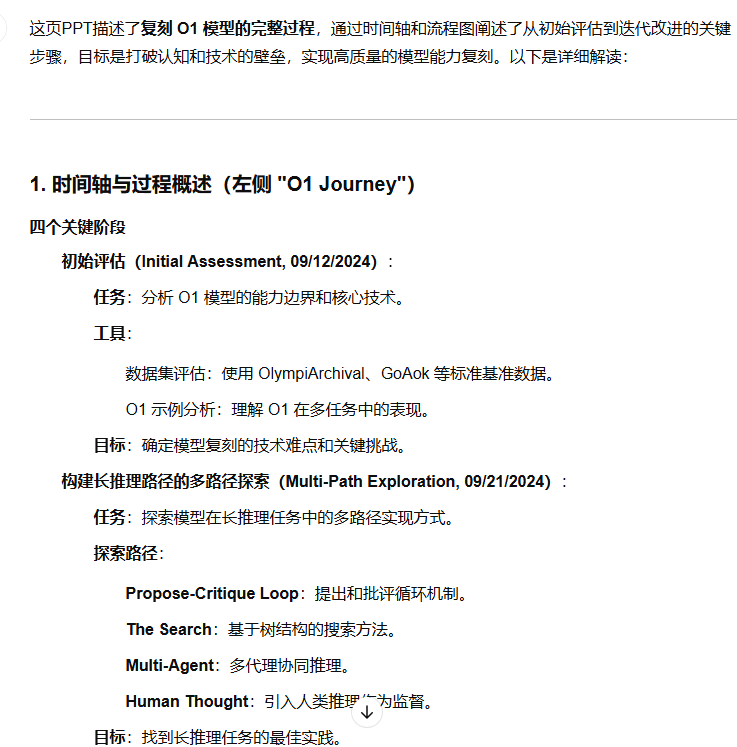 这页PPT描述了复刻 O1 模型的完整过程，通过时间轴和流程图阐述了从初始评估到迭代改进的关键
步骤，目标是打破认知和技术的壁垒，实现高质量的模型能力复刻。以下是详细解读：
1. 时间轴与过程概述（左侧 "O1 Journey"）
四个关键阶段
初始评估（Initial Assessment, 09/12/2024）：
任务：分析 O1 模型的能力边界和核心技术。
工具：
数据集评估：使用 OlympiArchival、GoAok 等标准基准数据。
O1 示例分析：理解 O1 在多任务中的表现。
目标：确定模型复刻的技术难点和关键挑战。
构建长推理路径的多路径探索（Multi-Path Exploration, 09/21/2024）：
任务：探索模型在长推理任务中的多路径实现方式。
探索路径：
Propose-Critique Loop：提出和批评循环机制。
The Search：基于树结构的搜索方法。
Multi-Agent：多代理协同推理。
Human Thought：引入人类推理作为监督。
目标：找到长推理任务的最佳实践。